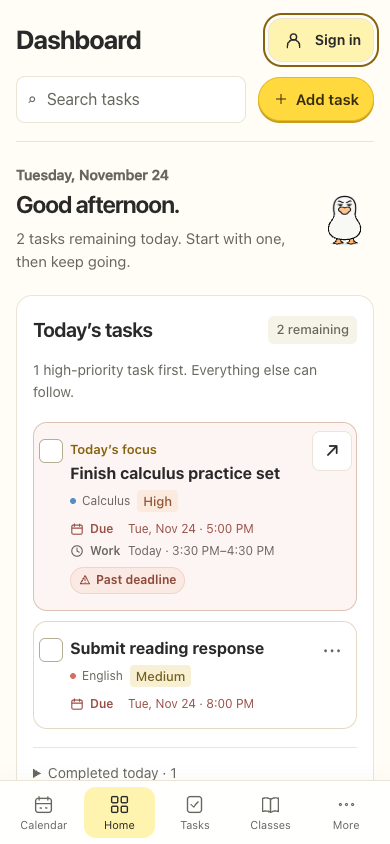 Dashboard
Sign in
Search tasks
Add task
Tuesday, November 24
Good afternoon.
2 tasks remaining today. Start with one,
then keep going.
Today's tasks
2 remaining
1 high-priority task first. Everything else can
follow.
Today's focus
Finish calculus practice set
Calculus High
Due Tue, Nov 24 · 5:00 PM
Work Today · 3:30 PM–4:30 PM
Past deadline
Submit reading response
English Medium
Due Tue, Nov 24 · 8:00 PM
Completed today · 1
Calendar Home Tasks Classes More